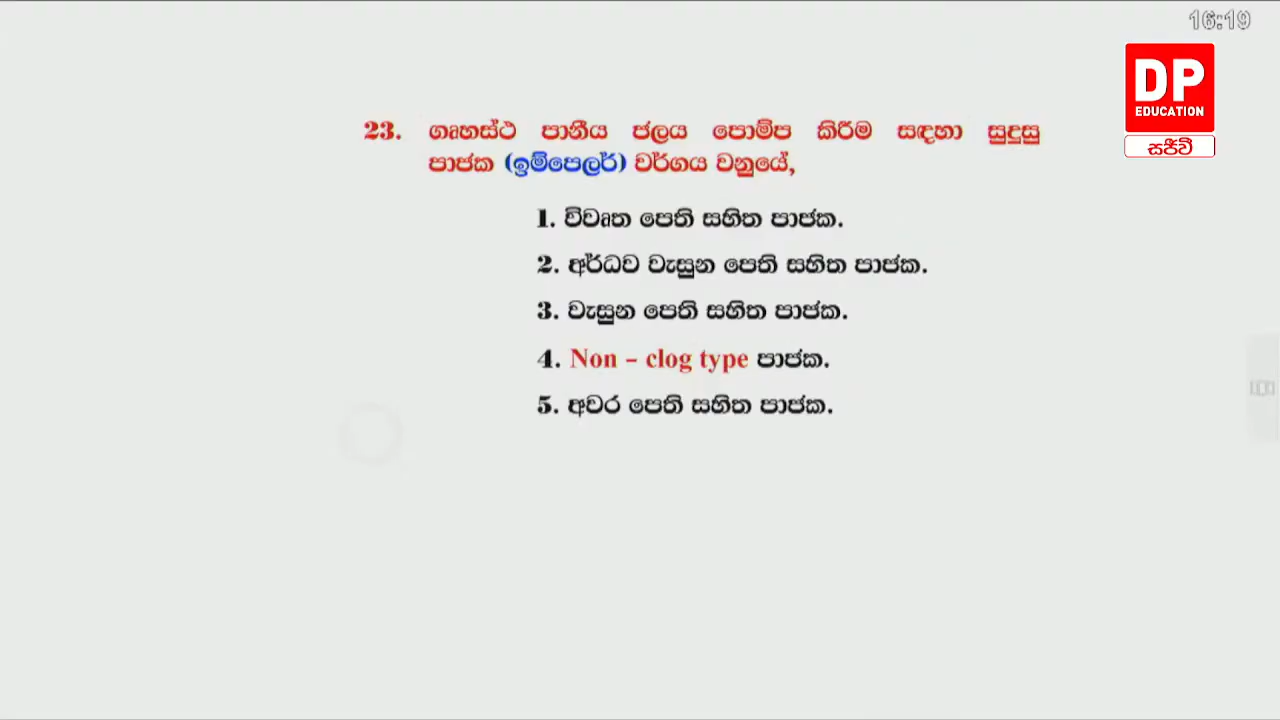 16:19
DP
EDUCATION
සජීවී
23. ගෘහස්ථ පානීය ජලය පොම්ප කිරීම සඳහා සුදුසු
පාජක (ඉම්පෙලර්) වර්ගය වනුයේ,
1. විවෘත පෙති සහිත පාජක.
2. අර්ධව වැසුන පෙති සහිත පාජක.
3. වැසුන පෙති සහිත පාජක.
4. Non – clog type පාජක.
5. අවර පෙති සහිත පාජක.